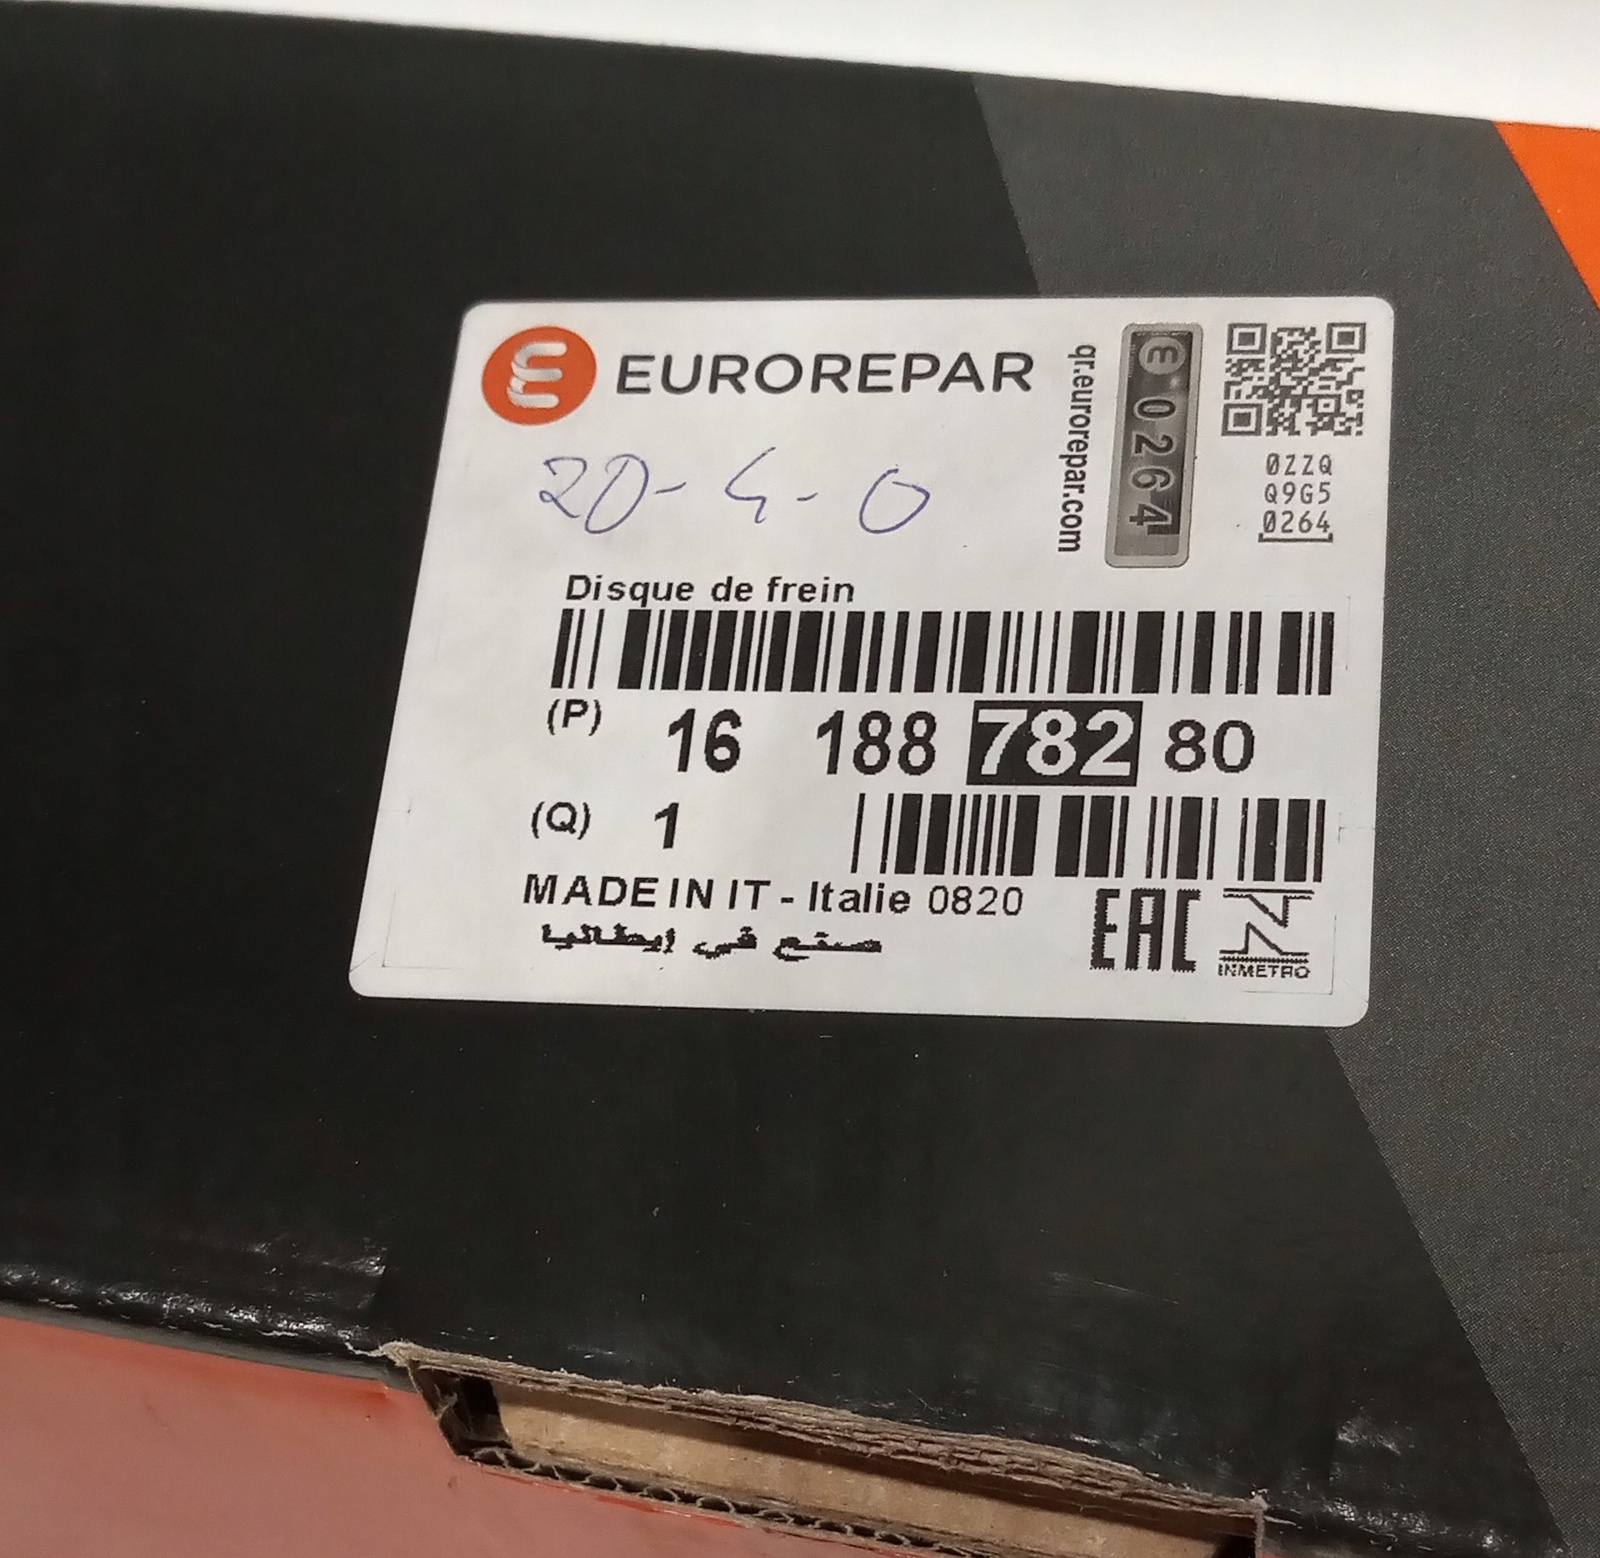 EUROREPAR
qr.eurorepar.com
0264
0ZZQ
Q9G5
0264
20-4-0
Disque de frein
(P) 16 188 782 80
(Q) 1
MADE IN IT - Italie 0820
صنع في إيطاليا
EAC
INMETRO